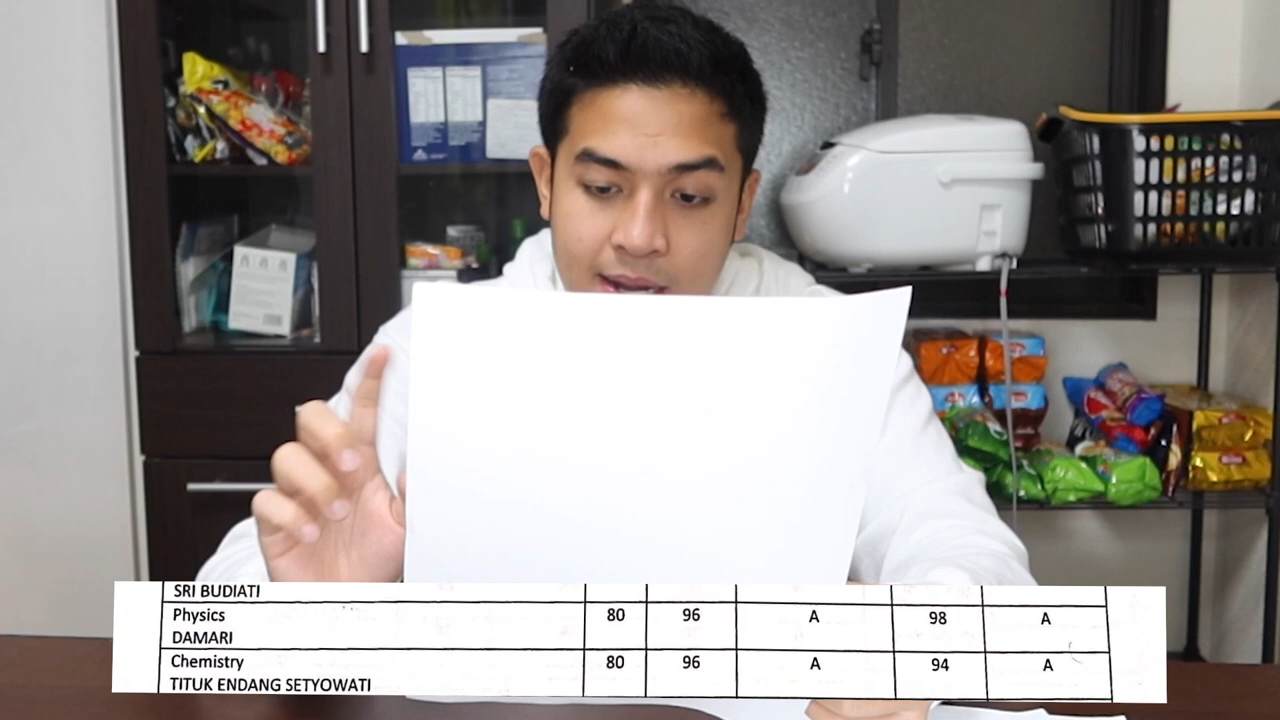 SRI BUDIATI
Physics 80 96 A 98 A
DAMARI
Chemistry 80 96 A 94 A
TITUK ENDANG SETYOWATI